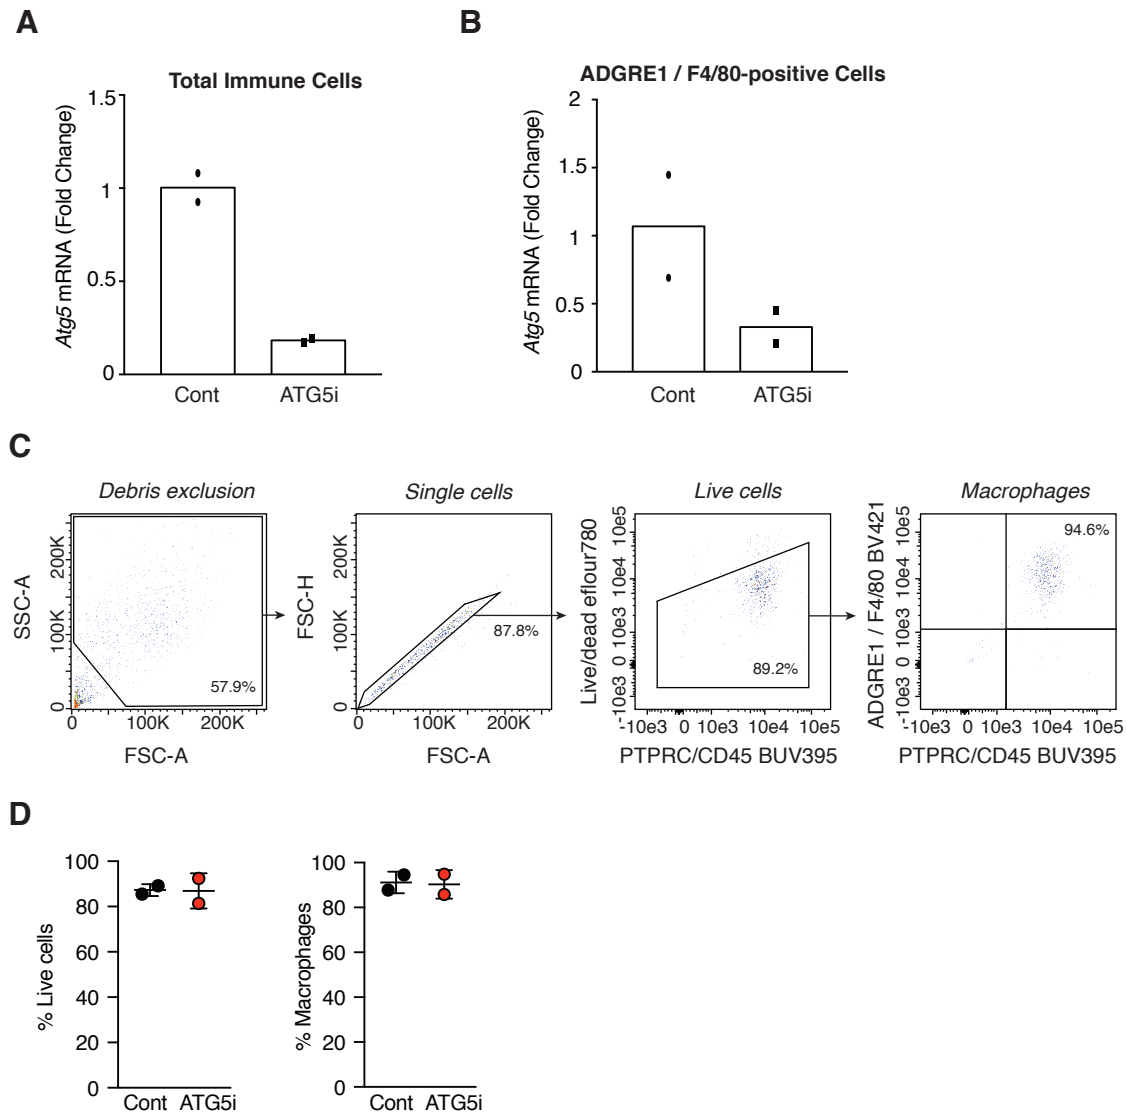 A
Total Immune Cells
Atg5 mRNA (Fold Change)
1.5
1
0.5
0
Cont
ATG5i
B
ADGRE1 / F4/80-positive Cells
Atg5 mRNA (Fold Change)
2
1.5
1
0.5
0
Cont
ATG5i
C
Debris exclusion
SSC-A
200K
100K
0
57.9%
0
100K
200K
FSC-A
Single cells
FSC-H
200K
100K
0
87.8%
0
100K
200K
FSC-A
Live cells
Live/dead eflour780
10e5
10e4
10e3
0
-10e3
89.2%
-10e3
0
10e3
10e4
10e5
PTPRC/CD45 BUV395
Macrophages
ADGRE1 / F4/80 BV421
10e5
10e4
10e3
0
-10e3
94.6%
-10e3
0
10e3
10e4
10e5
PTPRC/CD45 BUV395
D
% Live cells
100
80
60
40
20
0
Cont
ATG5i
% Macrophages
100
80
60
40
20
0
Cont
ATG5i